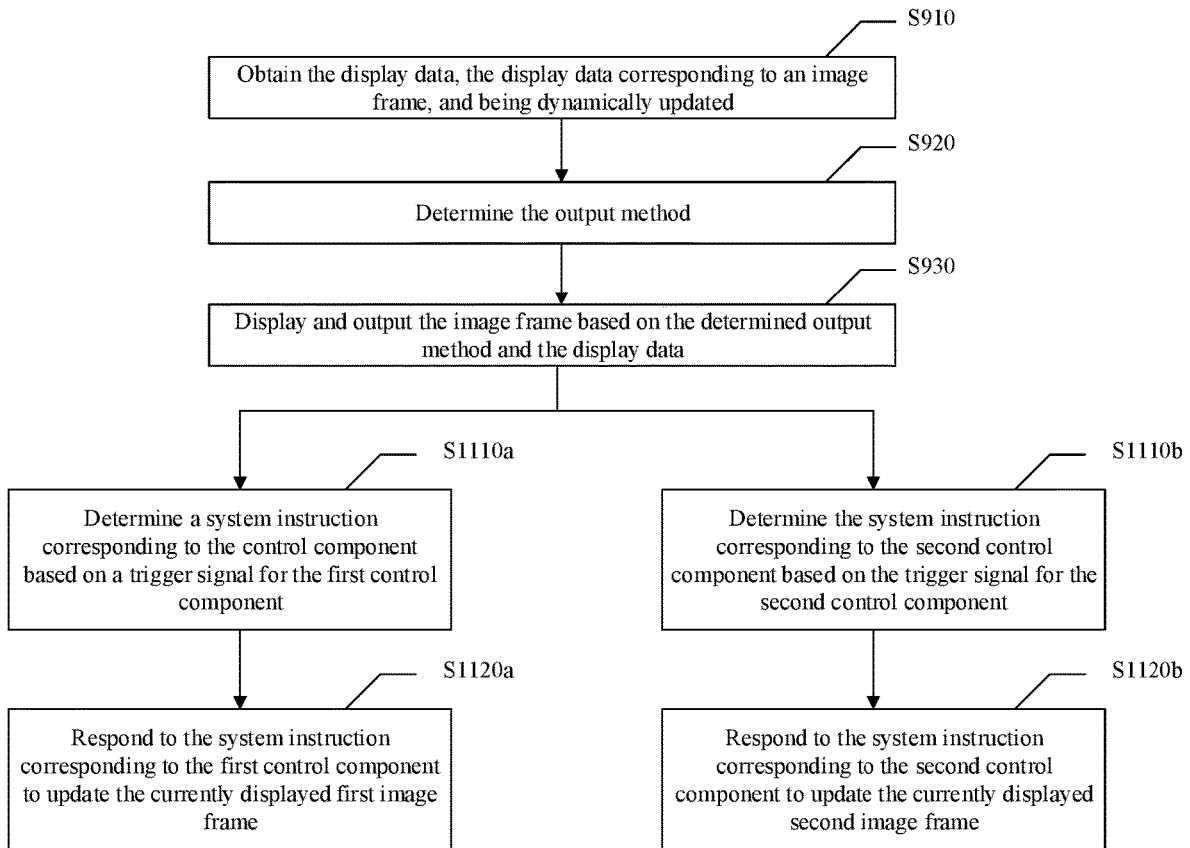 S910
Obtain the display data, the display data corresponding to an image
frame, and being dynamically updated
S920
Determine the output method
S930
Display and output the image frame based on the determined output
method and the display data
S1110a
Determine a system instruction
corresponding to the control component
based on a trigger signal for the first control
component
S1110b
Determine the system instruction
corresponding to the second control
component based on the trigger signal for the
second control component
S1120a
Respond to the system instruction
corresponding to the first control component
to update the currently displayed first image
frame
S1120b
Respond to the system instruction
corresponding to the second control
component to update the currently displayed
second image frame